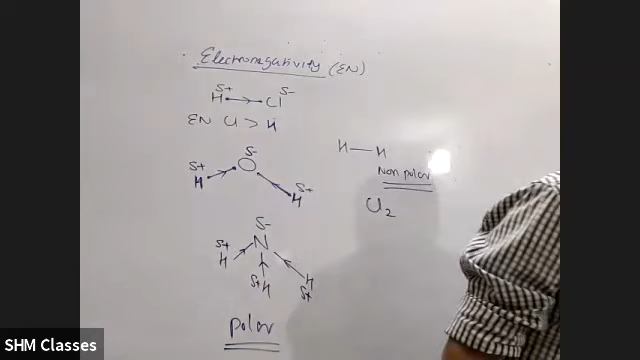 Electronegativity (EN)
δ+ δ-
H Cl
EN Cl > H
δ-
δ+ O
H δ+
H
H — H
Non polar
Cl2
δ-
δ+ N
H H
δ+ H δ+
Polar
SHM Classes